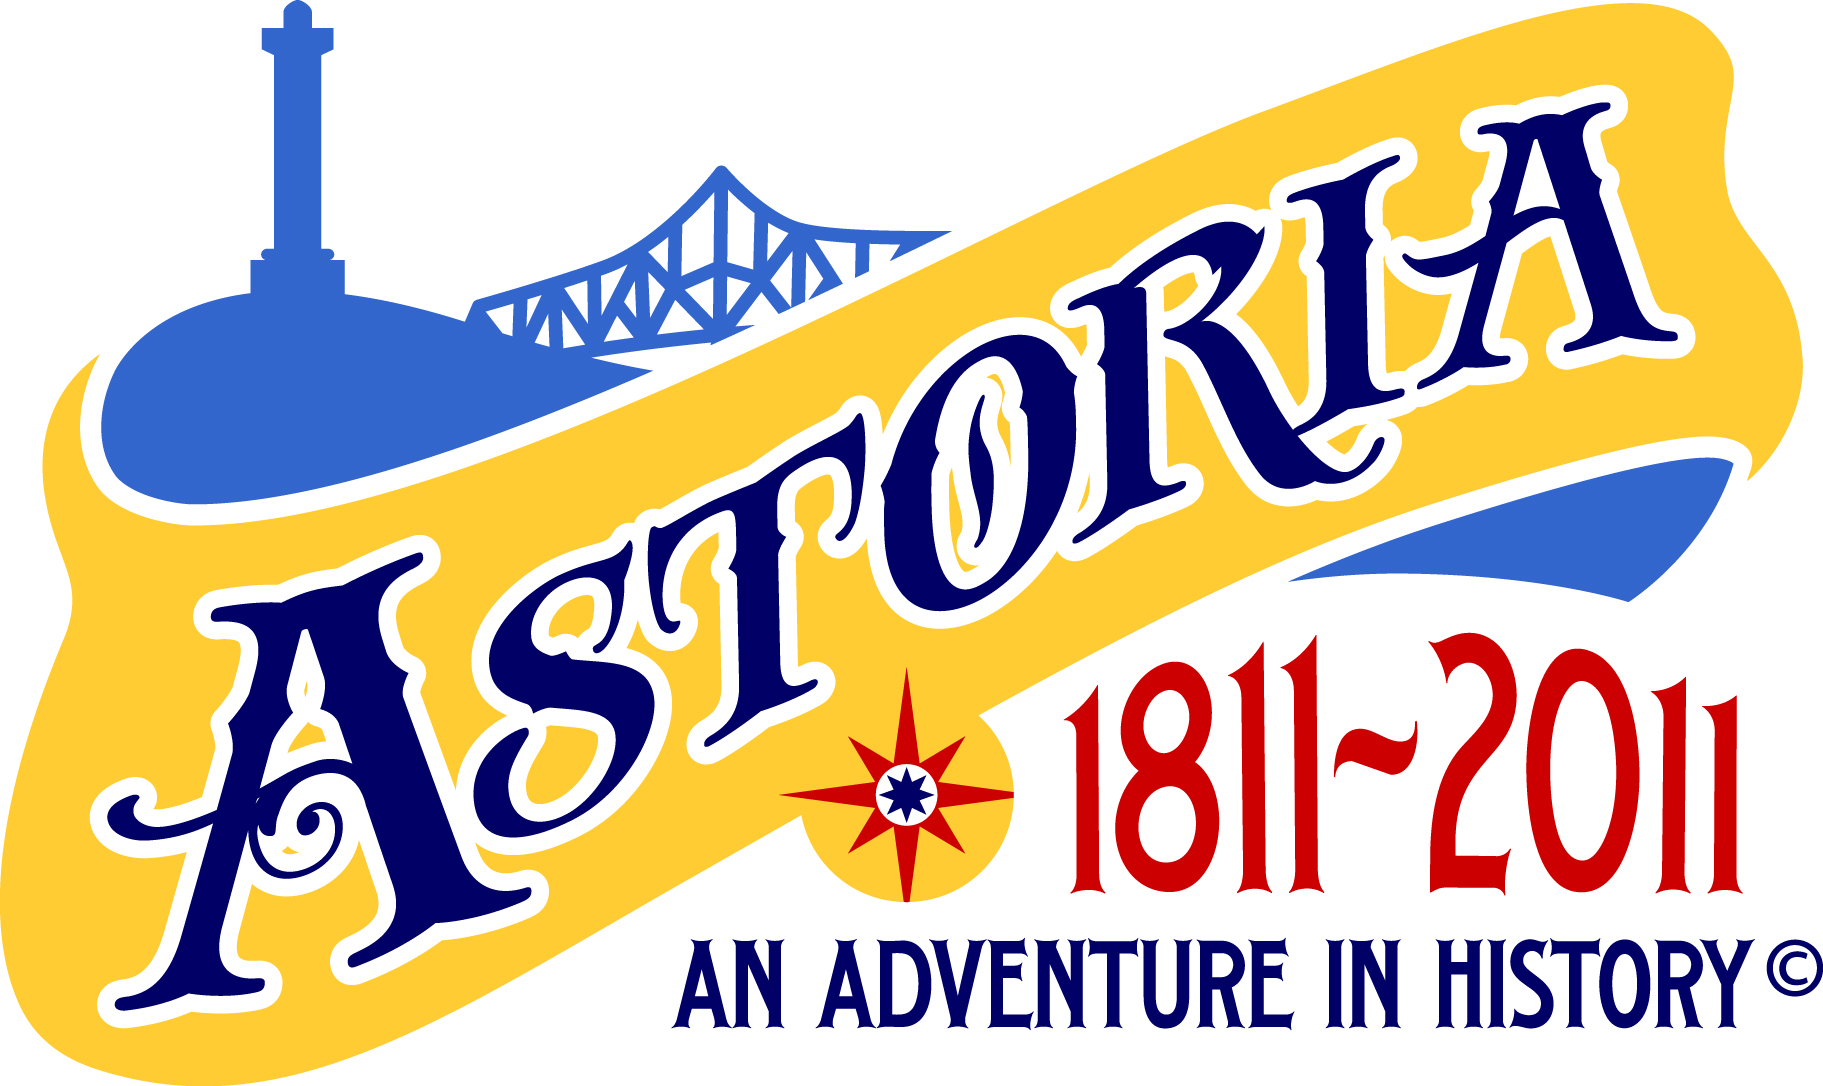 ASTORIA
1811~2011
AN ADVENTURE IN HISTORY©